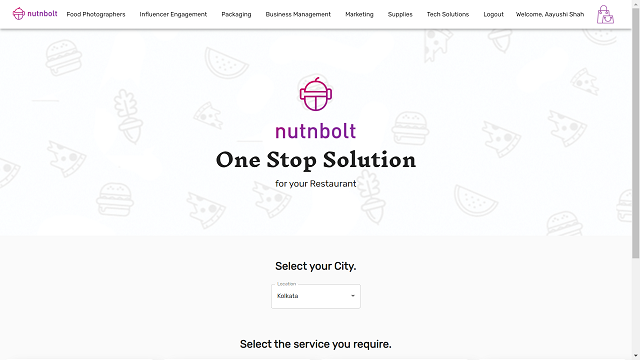 nutnbolt Food Photographers Influencer Engagement Packaging Business Management Marketing Supplies Tech Solutions Logout Welcome, Aayushi Shah
nutnbolt
One Stop Solution
for your Restaurant
Select your City.
Location
Kolkata
Select the service you require.